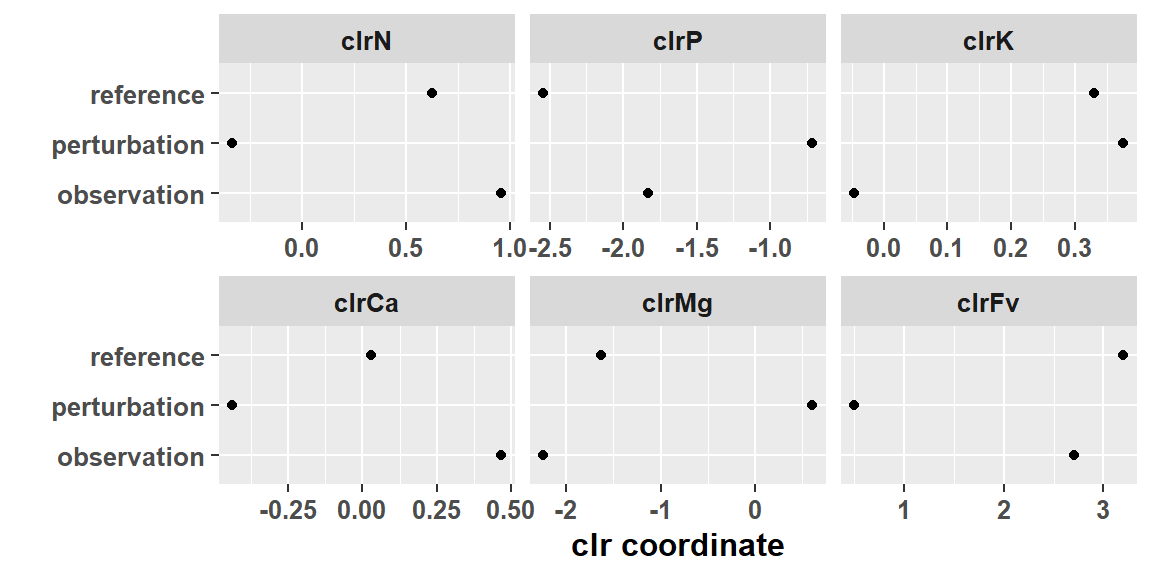 clrN clrP clrK
reference
perturbation
observation
0.0 0.5 1.0 -2.5 -2.0 -1.5 -1.0 0.0 0.1 0.2 0.3
clrCa clrMg clrFv
reference
perturbation
observation
-0.25 0.00 0.25 0.50 -2 -1 0 1 2 3
clr coordinate